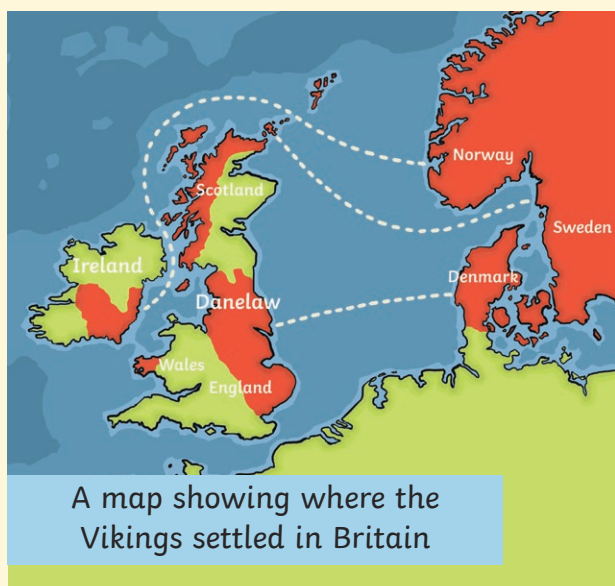 Norway
Scotland
Sweden
Ireland
Denmark
Danelaw
Wales
England
A map showing where the
Vikings settled in Britain